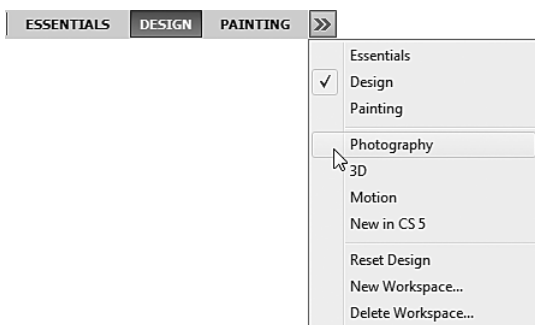 ESSENTIALS DESIGN PAINTING >>
Essentials
✓ Design
Painting
Photography
3D
Motion
New in CS 5
Reset Design
New Workspace...
Delete Workspace...